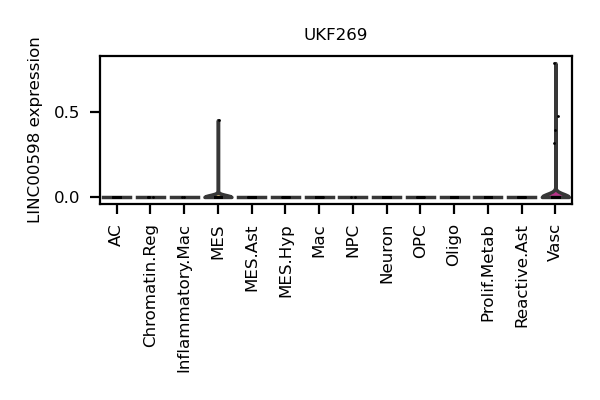 UKF269
LINC00598 expression
0.5
0.0
AC
Chromatin.Reg
Inflammatory.Mac
MES
MES.Ast
MES.Hyp
Mac
NPC
Neuron
OPC
Oligo
Prolif.Metab
Reactive.Ast
Vasc